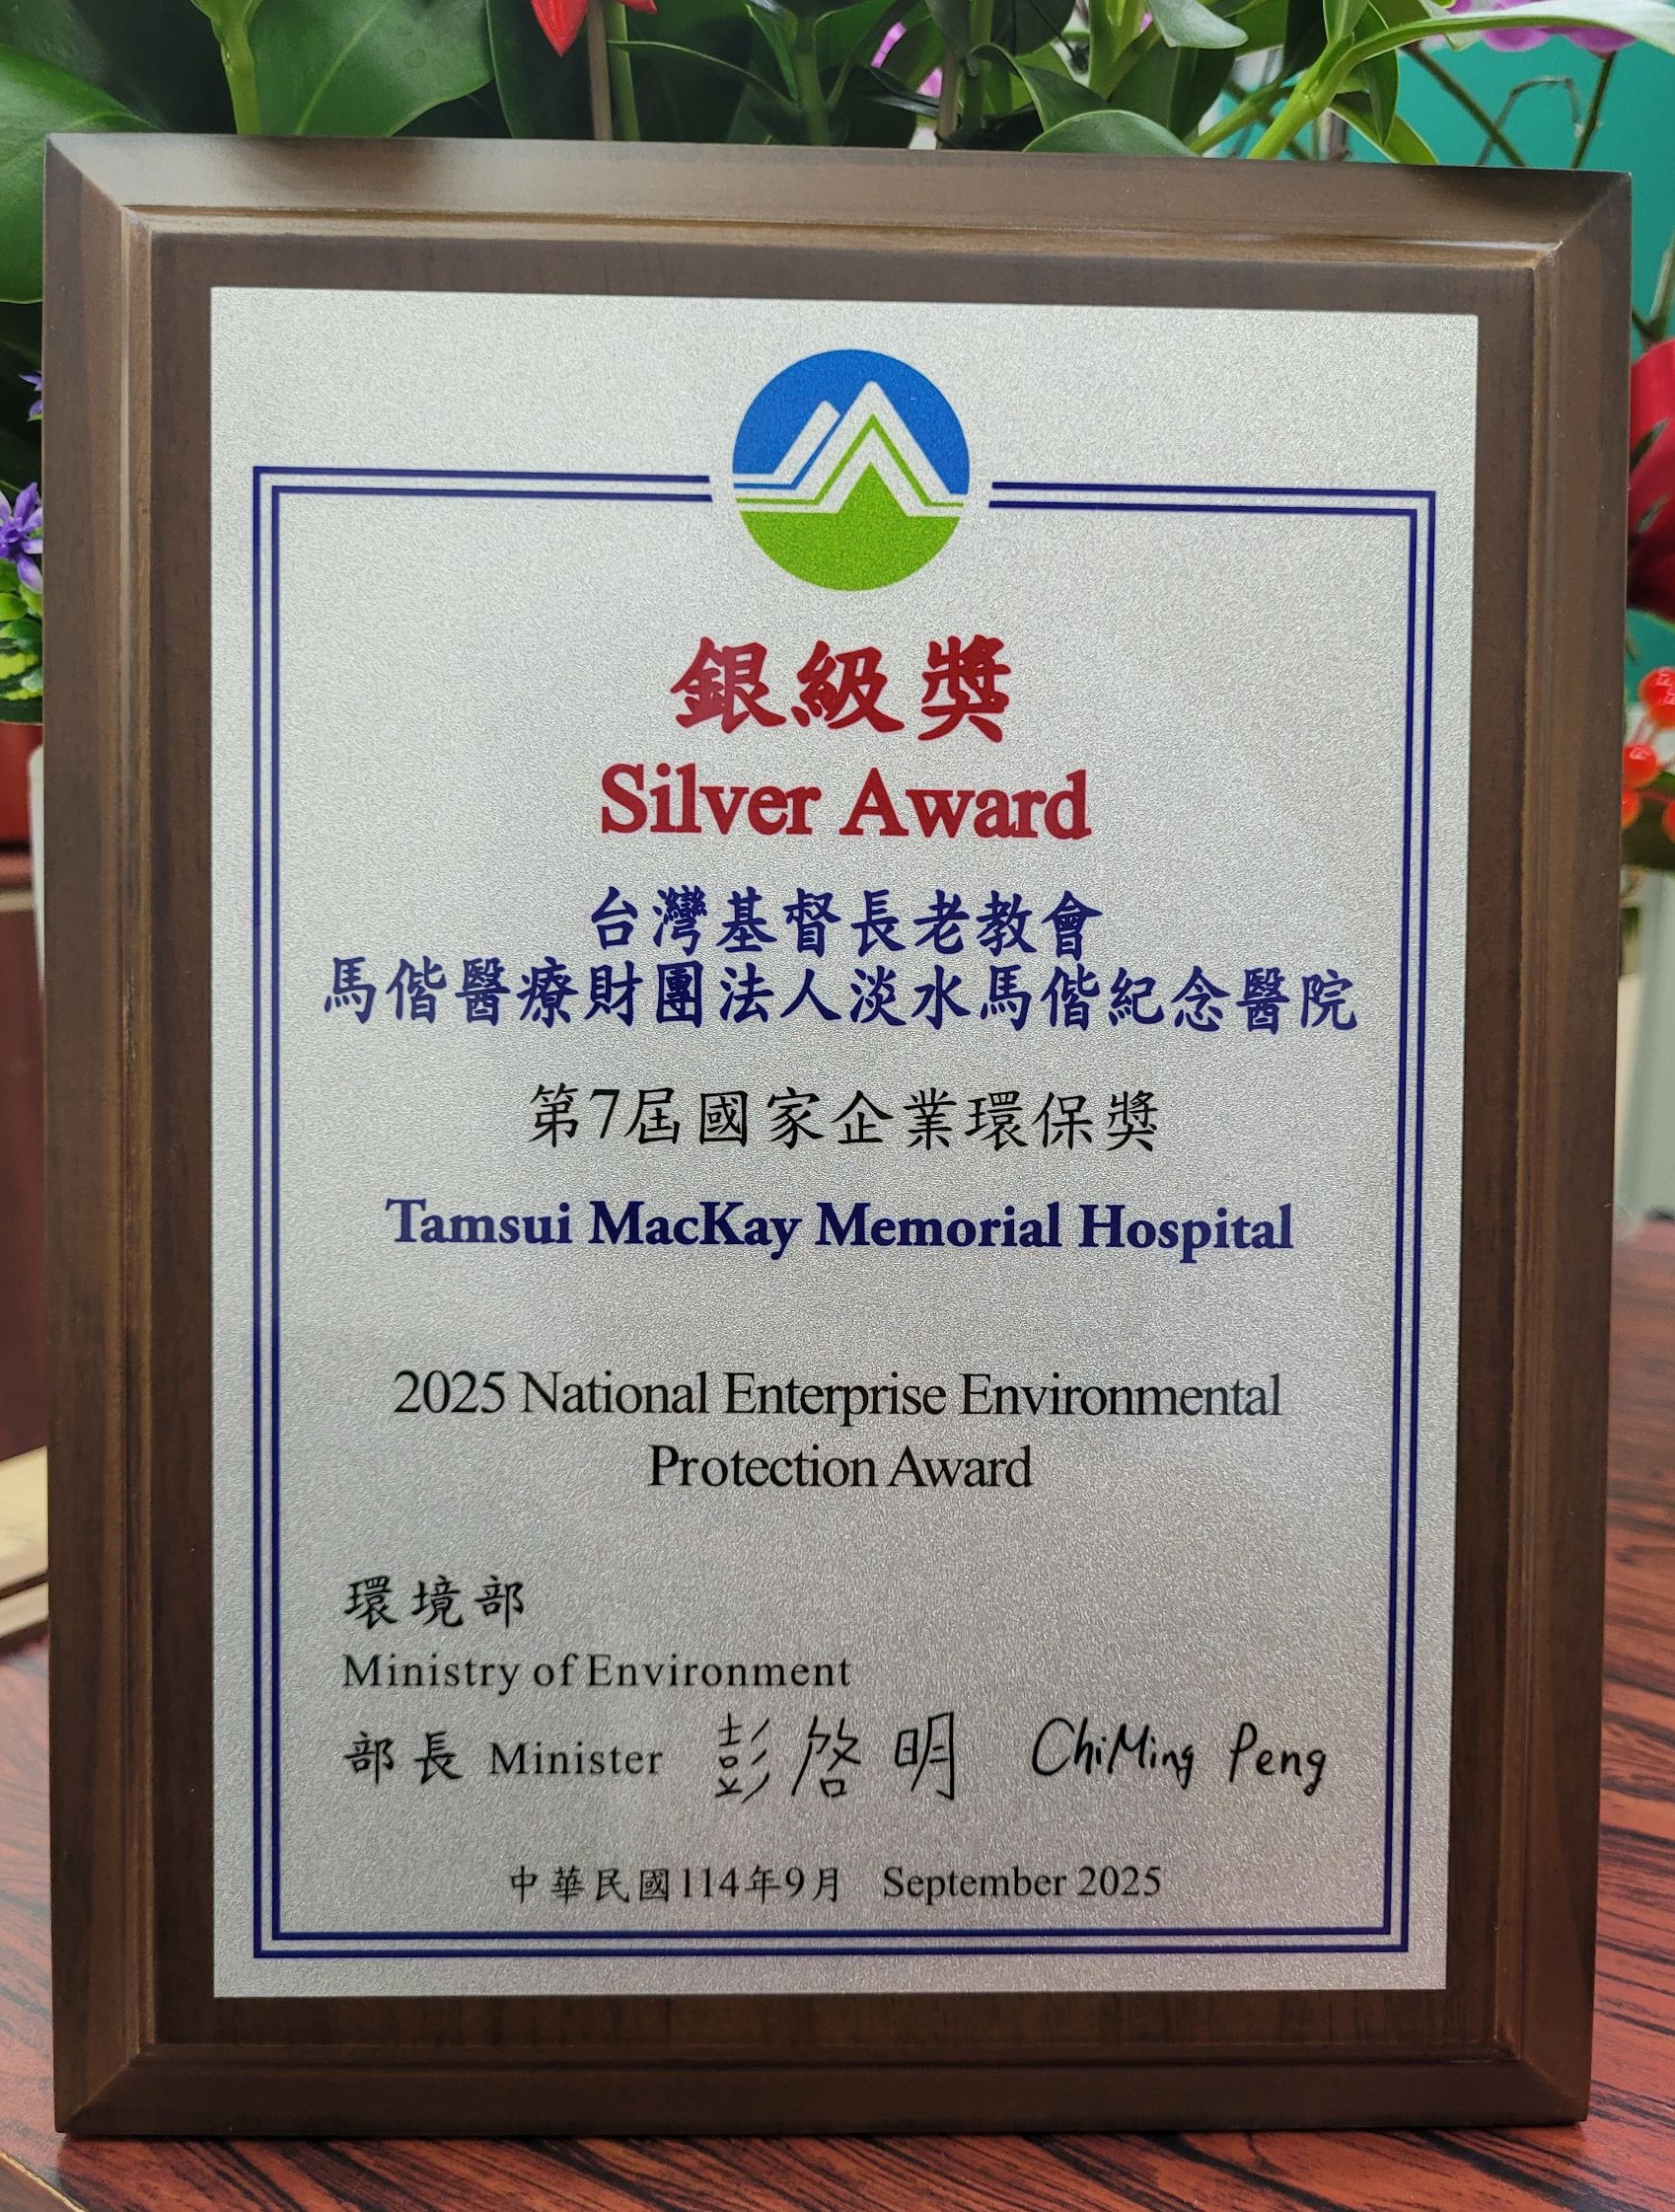 銀級獎
Silver Award
台灣基督長老教會
馬偕醫療財團法人淡水馬偕紀念醫院
第7屆國家企業環保獎
Tamsui MacKay Memorial Hospital
2025 National Enterprise Environmental
Protection Award
環境部
Ministry of Environment
部長 Minister 彭啓明 ChiMing Peng
中華民國114年9月 September 2025